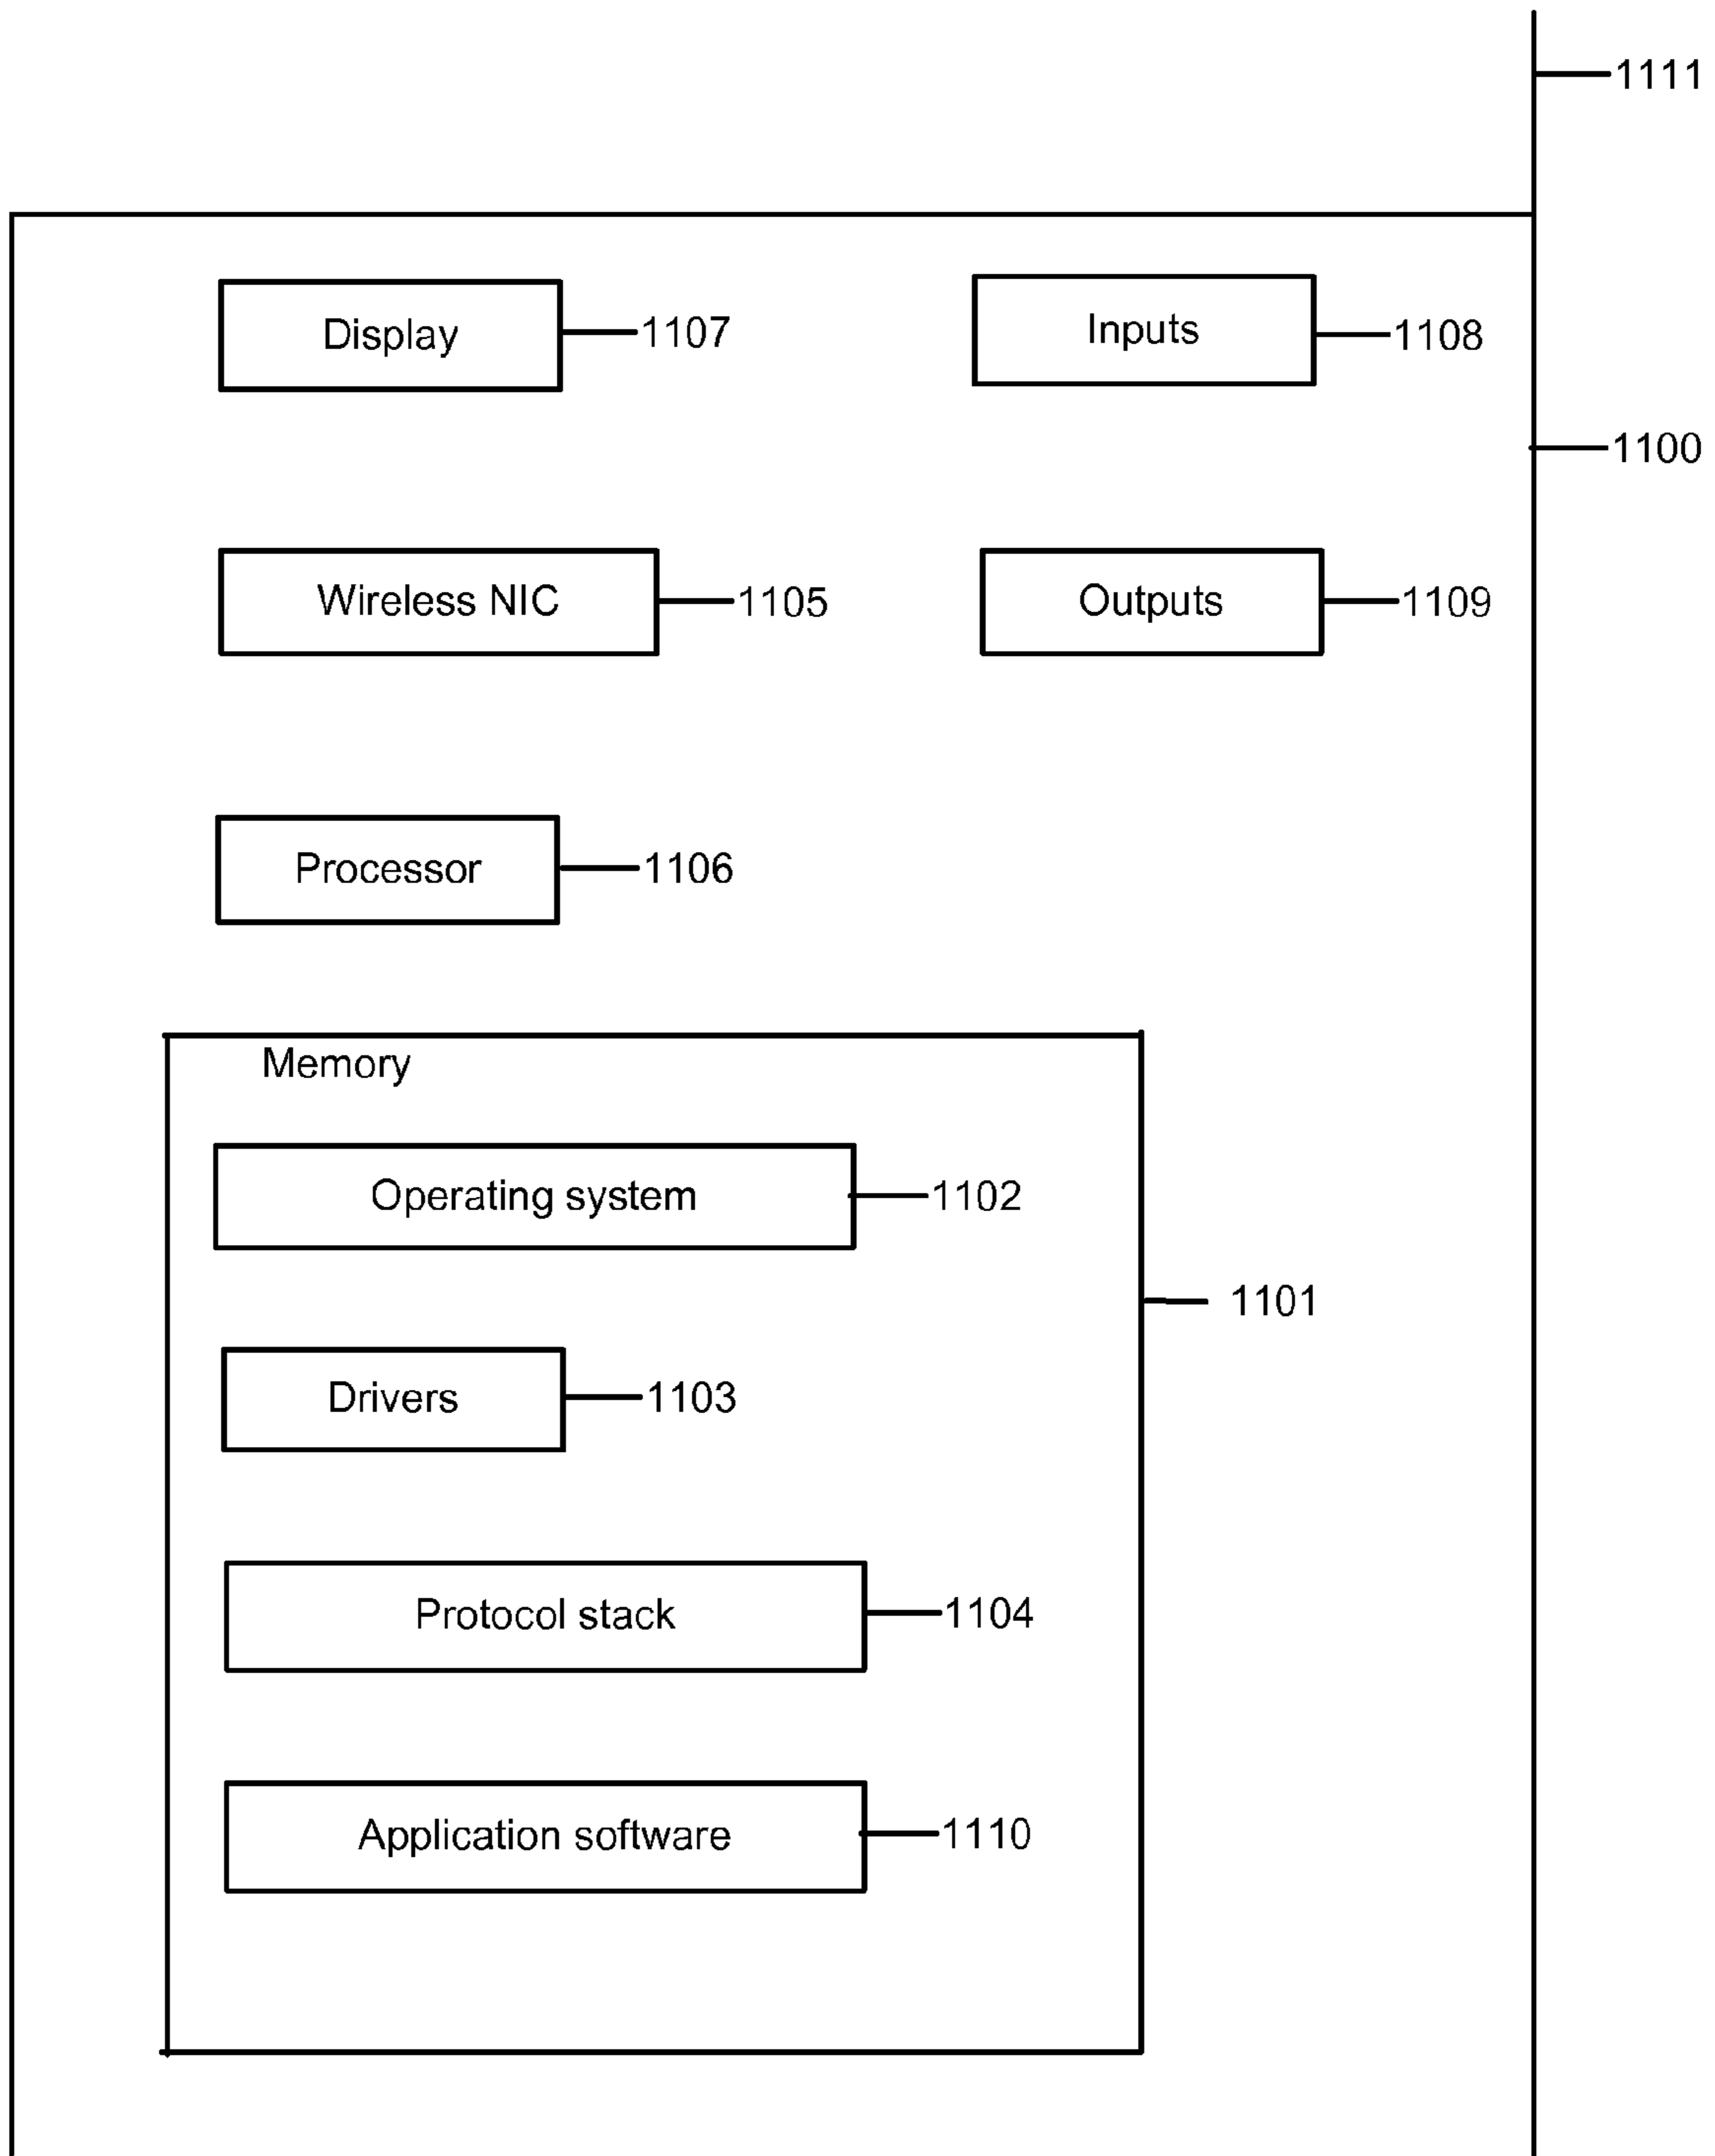 1111
Display
1107
Inputs
1108
1100
Wireless NIC
1105
Outputs
1109
Processor
1106
Memory
Operating system
1102
1101
Drivers
1103
Protocol stack
1104
Application software
1110